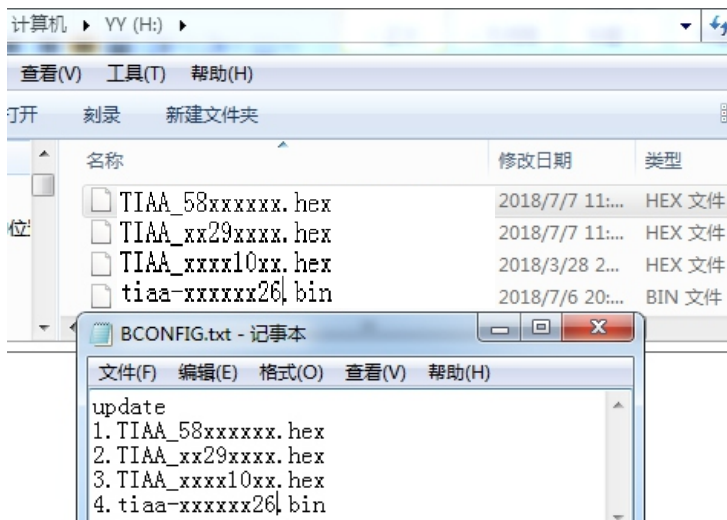 计算机 ▸ YY (H:) ▸
查看(V) 工具(T) 帮助(H)
打开 刻录 新建文件夹
名称 修改日期 类型
TIAA_58xxxxxx.hex 2018/7/7 11:... HEX 文件
TIAA_xx29xxxx.hex 2018/7/7 11:... HEX 文件
TIAA_xxxx10xx.hex 2018/3/28 2... HEX 文件
tiaa-xxxxxx26.bin 2018/7/6 20:... BIN 文件
BCONFIG.txt - 记事本
文件(F) 编辑(E) 格式(O) 查看(V) 帮助(H)
update
1.TIAA_58xxxxxx.hex
2.TIAA_xx29xxxx.hex
3.TIAA_xxxx10xx.hex
4.tiaa-xxxxxx26.bin